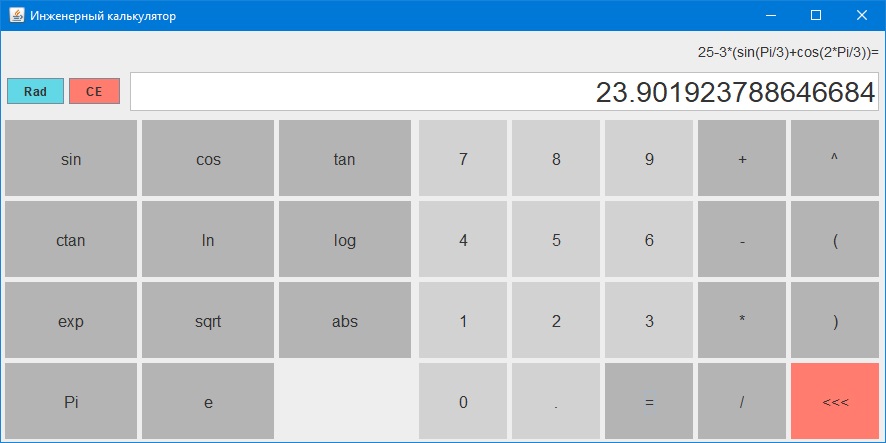 Инженерный калькулятор
25-3*(sin(Pi/3)+cos(2*Pi/3))=
Rad CE 23.901923788646684
sin cos tan 7 8 9 + ^
ctan ln log 4 5 6 - (
exp sqrt abs 1 2 3 * )
Pi e 0 . = / <<<